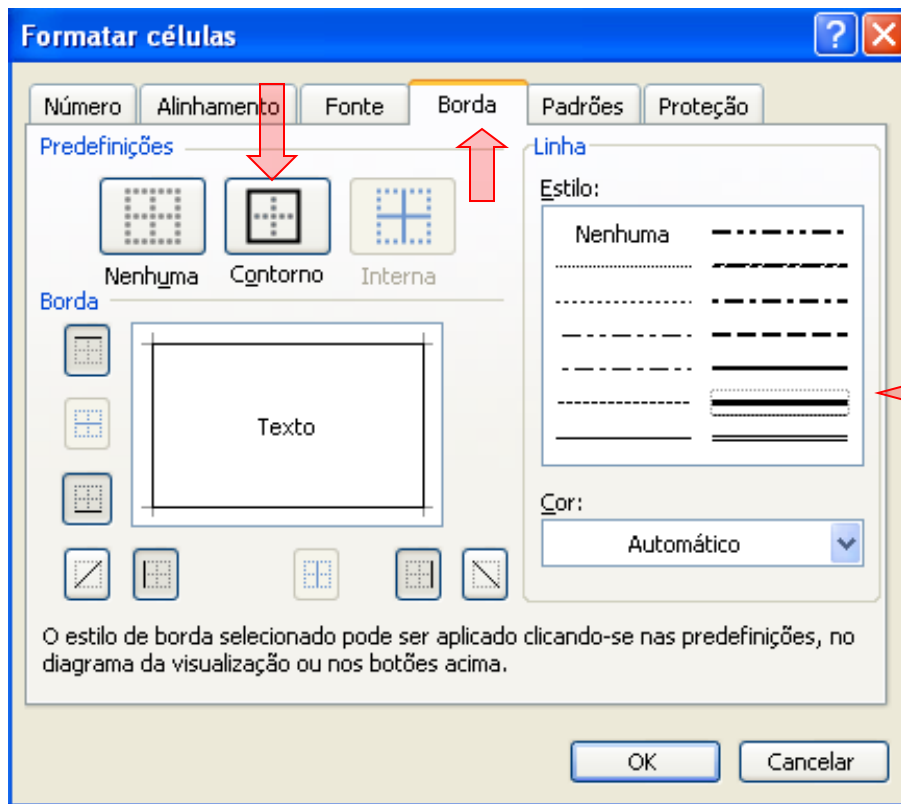 Formatar células
Número Alinhamento Fonte Borda Padrões Proteção
Predefinições
Nenhuma Contorno Interna
Borda
Texto
Linha
Estilo:
Nenhuma
Cor:
Automático
O estilo de borda selecionado pode ser aplicado clicando-se nas predefinições, no
diagrama da visualização ou nos botões acima.
OK Cancelar